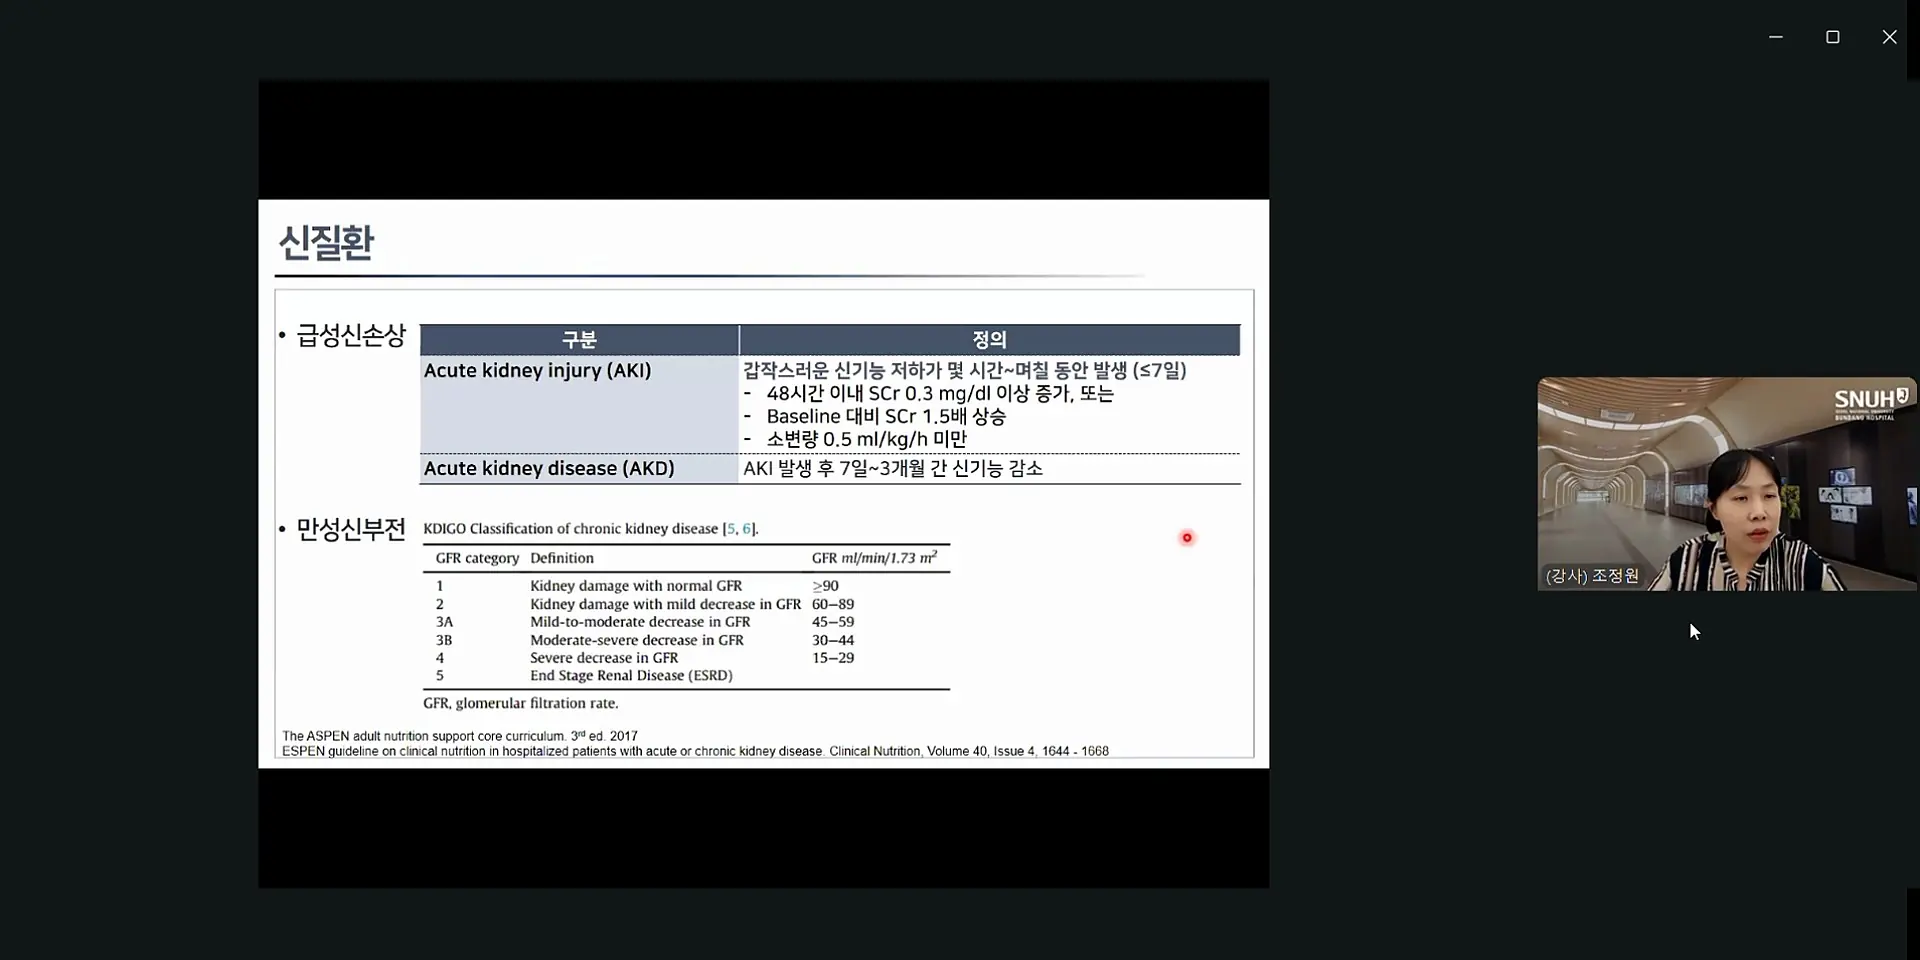 신질환
• 급성신손상
구분 정의
Acute kidney injury (AKI) 갑작스러운 신기능 저하가 몇 시간~며칠 동안 발생 (≤7일)
- 48시간 이내 SCr 0.3 mg/dl 이상 증가, 또는
- Baseline 대비 SCr 1.5배 상승
- 소변량 0.5 ml/kg/h 미만
Acute kidney disease (AKD) AKI 발생 후 7일~3개월 간 신기능 감소
• 만성신부전
KDIGO Classification of chronic kidney disease [5, 6].
GFR category Definition GFR ml/min/1.73 m²
1 Kidney damage with normal GFR ≥90
2 Kidney damage with mild decrease in GFR 60–89
3A Mild-to-moderate decrease in GFR 45–59
3B Moderate-severe decrease in GFR 30–44
4 Severe decrease in GFR 15–29
5 End Stage Renal Disease (ESRD)
GFR, glomerular filtration rate.
The ASPEN adult nutrition support core curriculum. 3rd ed. 2017
ESPEN guideline on clinical nutrition in hospitalized patients with acute or chronic kidney disease. Clinical Nutrition, Volume 40, Issue 4, 1644 - 1668
SNUH
(강사) 조정원